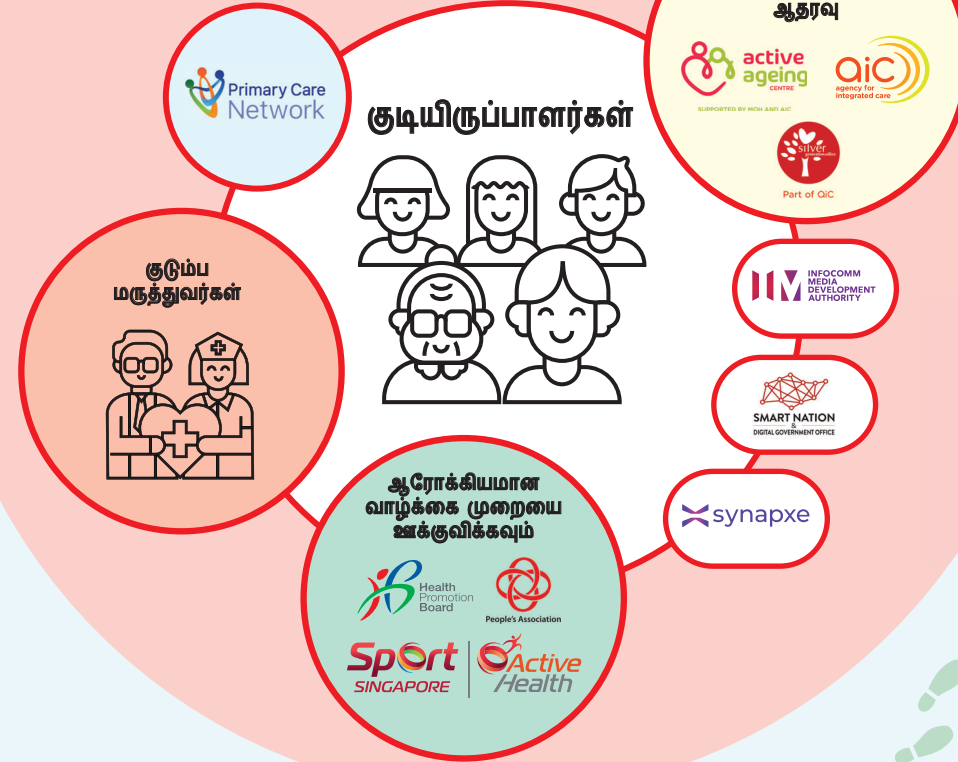 ஆதரவு
active
ageing
CENTRE
SUPPORTED BY MOH AND AIC
aic
agency for
integrated care
silver
generation office
Part of aic
Primary Care
Network
குடியிருப்பாளர்கள்
குடும்ப
மருத்துவர்கள்
INFOCOMM
MEDIA
DEVELOPMENT
AUTHORITY
SMART NATION
&
DIGITAL GOVERNMENT OFFICE
synapxe
ஆரோக்கியமான
வாழ்க்கை முறையை
ஊக்குவிக்கவும்
Health
Promotion
Board
People's Association
Sport
SINGAPORE
Active
Health